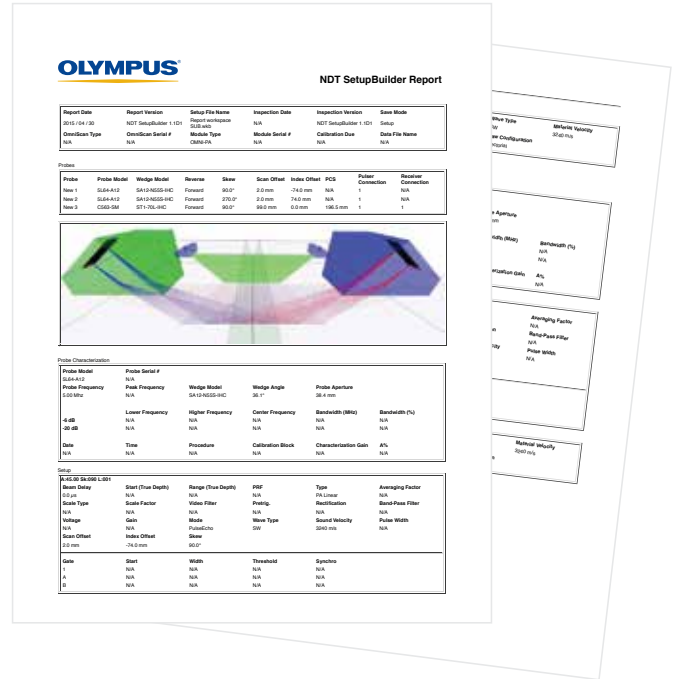 OLYMPUS
NDT SetupBuilder Report
Report Date Report Version Setup File Name Inspection Date Inspection Version Save Mode
2015 / 04 / 30 NDT SetupBuilder 1.1D1 Report workspace SUB.wkb N/A NDT SetupBuilder 1.1D1 Setup
OmniScan Type OmniScan Serial # Module Type Module Serial # Calibration Due Data File Name
N/A N/A OMNI-PA N/A N/A N/A
Probes
Probe Probe Model Wedge Model Reverse Skew Scan Offset Index Offset PCS Pulser Connection Receiver Connection
New 1 5L64-A12 SA12-N55S-IHC Forward 90.0° 2.0 mm -74.0 mm N/A 1 N/A
New 2 5L64-A12 SA12-N55S-IHC Forward 270.0° 2.0 mm 74.0 mm N/A 1 N/A
New 3 C563-SM ST1-70L-IHC Forward 90.0° 99.0 mm 0.0 mm 196.5 mm 1 1
Probe Characterization
Probe Model Probe Serial #
5L64-A12 N/A
Probe Frequency Peak Frequency Wedge Model Wedge Angle Probe Aperture
5.00 Mhz N/A SA12-N55S-IHC 36.1° 38.4 mm
Lower Frequency Higher Frequency Center Frequency Bandwidth (MHz) Bandwidth (%)
-6 dB N/A N/A N/A N/A N/A
-20 dB N/A N/A N/A N/A N/A
Date Time Procedure Calibration Block Characterization Gain A%
N/A N/A N/A N/A N/A N/A
Setup
A:45.00 Sk:090 L:001
Beam Delay Start (True Depth) Range (True Depth) PRF Type Averaging Factor
0.0 µs N/A N/A N/A PA Linear N/A
Scale Type Scale Factor Video Filter Pretrig. Rectification Band-Pass Filter
N/A N/A N/A N/A N/A N/A
Voltage Gain Mode Wave Type Sound Velocity Pulse Width
N/A N/A PulseEcho SW 3240 m/s N/A
Scan Offset Index Offset Skew
2.0 mm -74.0 mm 90.0°
Gate Start Width Threshold Synchro
1 N/A N/A N/A N/A
A N/A N/A N/A N/A
B N/A N/A N/A N/A
Type Material Velocity
3240 m/s
Configuration
Aperture
(MHz) Bandwidth (%)
N/A
N/A
Gain A%
N/A
Averaging Factor
N/A
Band-Pass Filter
N/A
Pulse Width
N/A
Material Velocity
3240 m/s